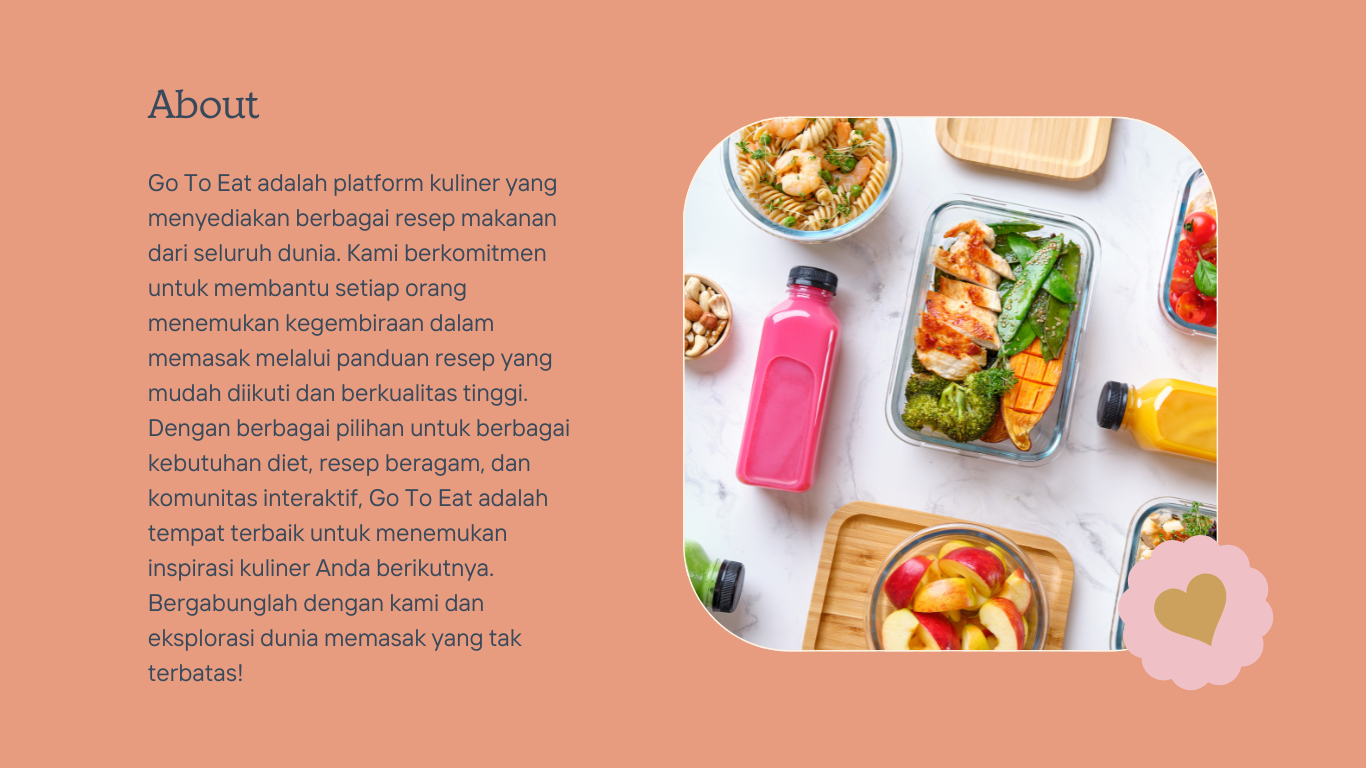 About
Go To Eat adalah platform kuliner yang
menyediakan berbagai resep makanan
dari seluruh dunia. Kami berkomitmen
untuk membantu setiap orang
menemukan kegembiraan dalam
memasak melalui panduan resep yang
mudah diikuti dan berkualitas tinggi.
Dengan berbagai pilihan untuk berbagai
kebutuhan diet, resep beragam, dan
komunitas interaktif, Go To Eat adalah
tempat terbaik untuk menemukan
inspirasi kuliner Anda berikutnya.
Bergabunglah dengan kami dan
eksplorasi dunia memasak yang tak
terbatas!